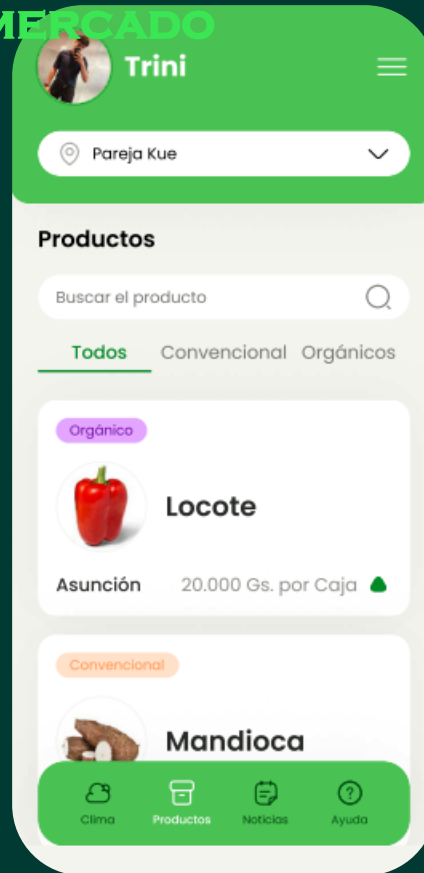 MERCADO
Trini
Pareja Kue
Productos
Buscar el producto
Todos Convencional Orgánicos
Orgánico
Locote
Asunción 20.000 Gs. por Caja
Convencional
Mandioca
Clima Productos Noticias Ayuda